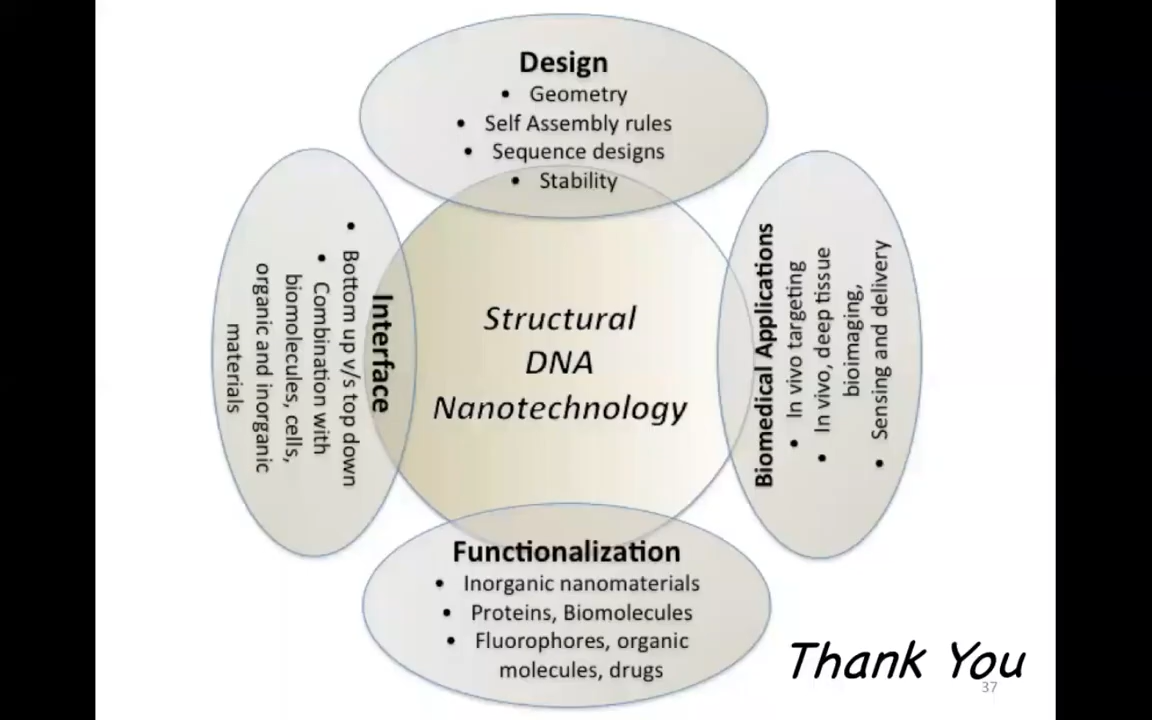 Design
• Geometry
• Self Assembly rules
• Sequence designs
• Stability
Interface
• Bottom up v/s top down
• Combination with
biomolecules, cells,
organic and inorganic
materials
Structural
DNA
Nanotechnology
Biomedical Applications
• In vivo targeting
• In vivo, deep tissue
bioimaging,
• Sensing and delivery
Functionalization
• Inorganic nanomaterials
• Proteins, Biomolecules
• Fluorophores, organic
molecules, drugs
Thank You
37